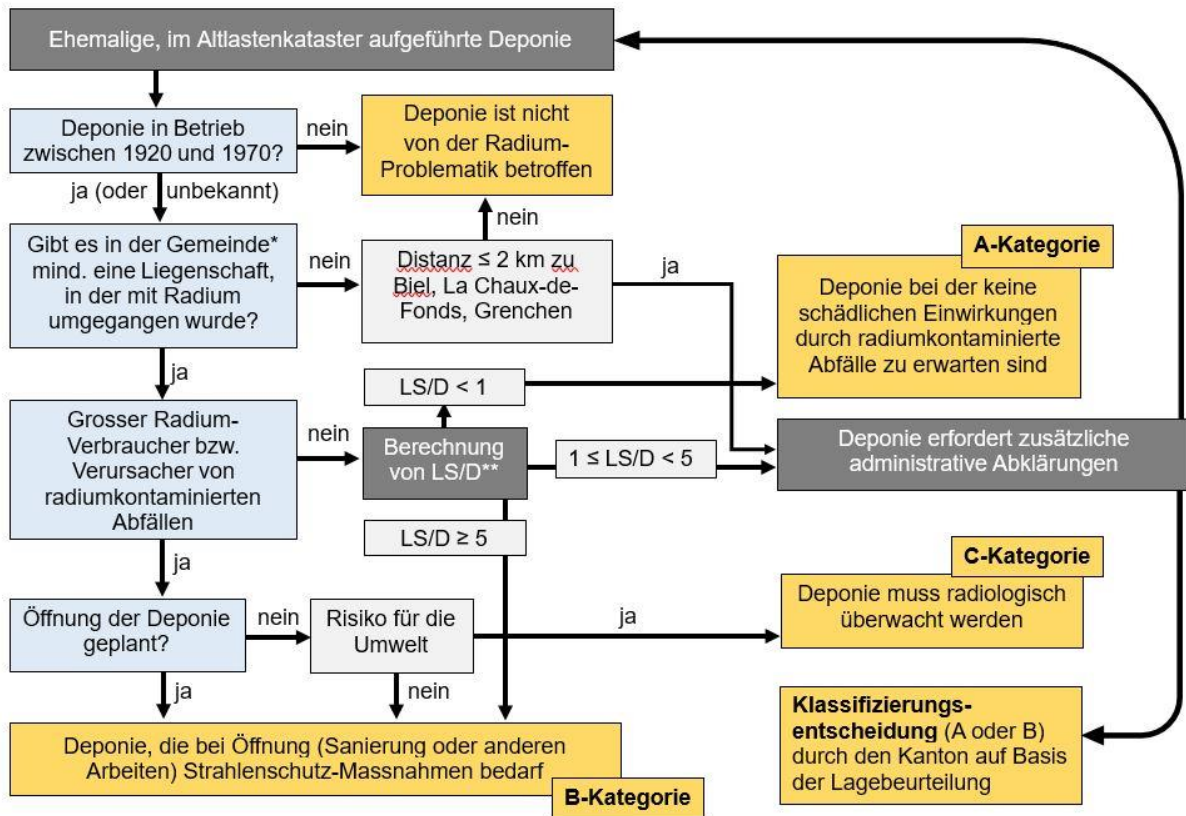 Ehemalige, im Altlastenkataster aufgeführte Deponie
Deponie in Betrieb
zwischen 1920 und 1970?
nein
Deponie ist nicht
von der Radium-
Problematik betroffen
ja (oder unbekannt)
nein
Gibt es in der Gemeinde*
mind. eine Liegenschaft,
in der mit Radium
umgegangen wurde?
nein
Distanz ≤ 2 km zu
Biel, La Chaux-de-
Fonds, Grenchen
ja
A-Kategorie
Deponie bei der keine
schädlichen Einwirkungen
durch radiumkontaminierte
Abfälle zu erwarten sind
ja
LS/D < 1
Grosser Radium-
Verbraucher bzw.
Verursacher von
radiumkontaminierten
Abfällen
nein
Berechnung
von LS/D**
1 ≤ LS/D < 5
Deponie erfordert zusätzliche
administrative Abklärungen
LS/D ≥ 5
ja
C-Kategorie
Deponie muss radiologisch
überwacht werden
Öffnung der Deponie
geplant?
nein
Risiko für die
Umwelt
ja
ja
nein
Deponie, die bei Öffnung (Sanierung oder anderen
Arbeiten) Strahlenschutz-Massnahmen bedarf
B-Kategorie
Klassifizierungs-
entscheidung (A oder B)
durch den Kanton auf Basis
der Lagebeurteilung